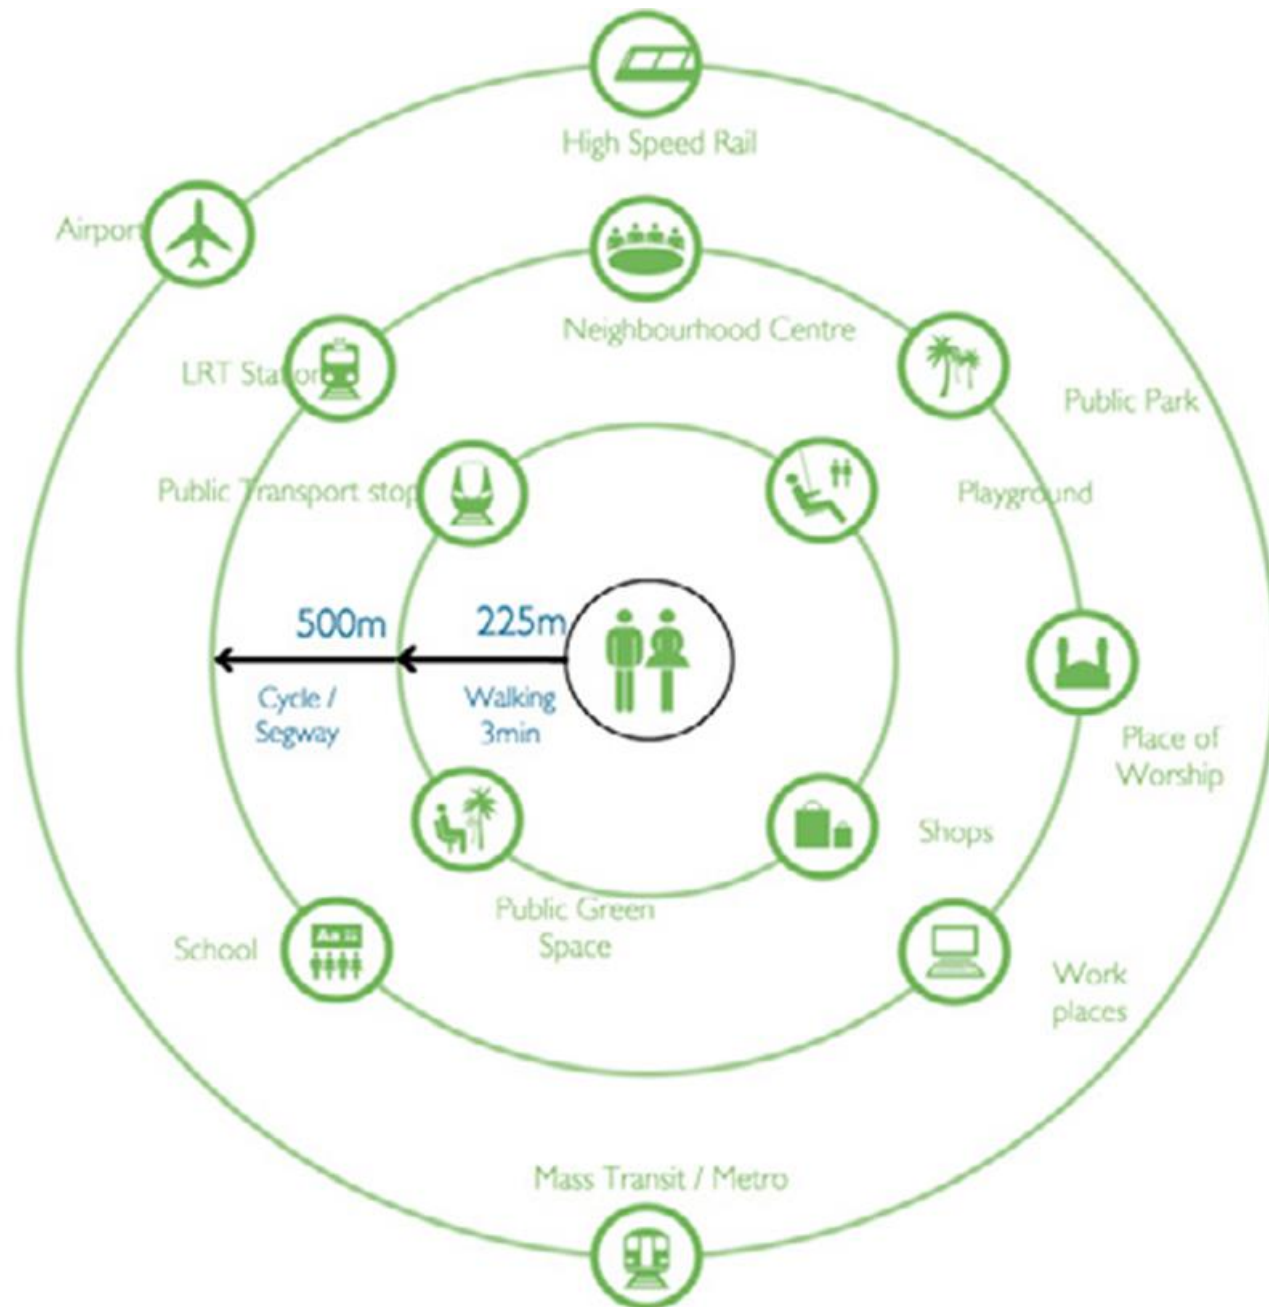 High Speed Rail
Airport
Neighbourhood Centre
LRT Station
Public Park
Public Transport stop
Playground
500m
225m
Cycle /
Segway
Walking
3min
Place of
Worship
Shops
Public Green
Space
School
Work
places
Mass Transit / Metro